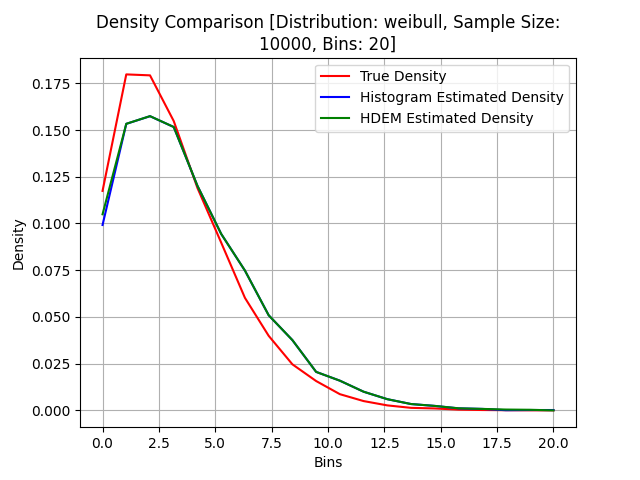 Density Comparison [Distribution: weibull, Sample Size:
10000, Bins: 20]
True Density
Histogram Estimated Density
HDEM Estimated Density
Density
0.175
0.150
0.125
0.100
0.075
0.050
0.025
0.000
0.0 2.5 5.0 7.5 10.0 12.5 15.0 17.5 20.0
Bins